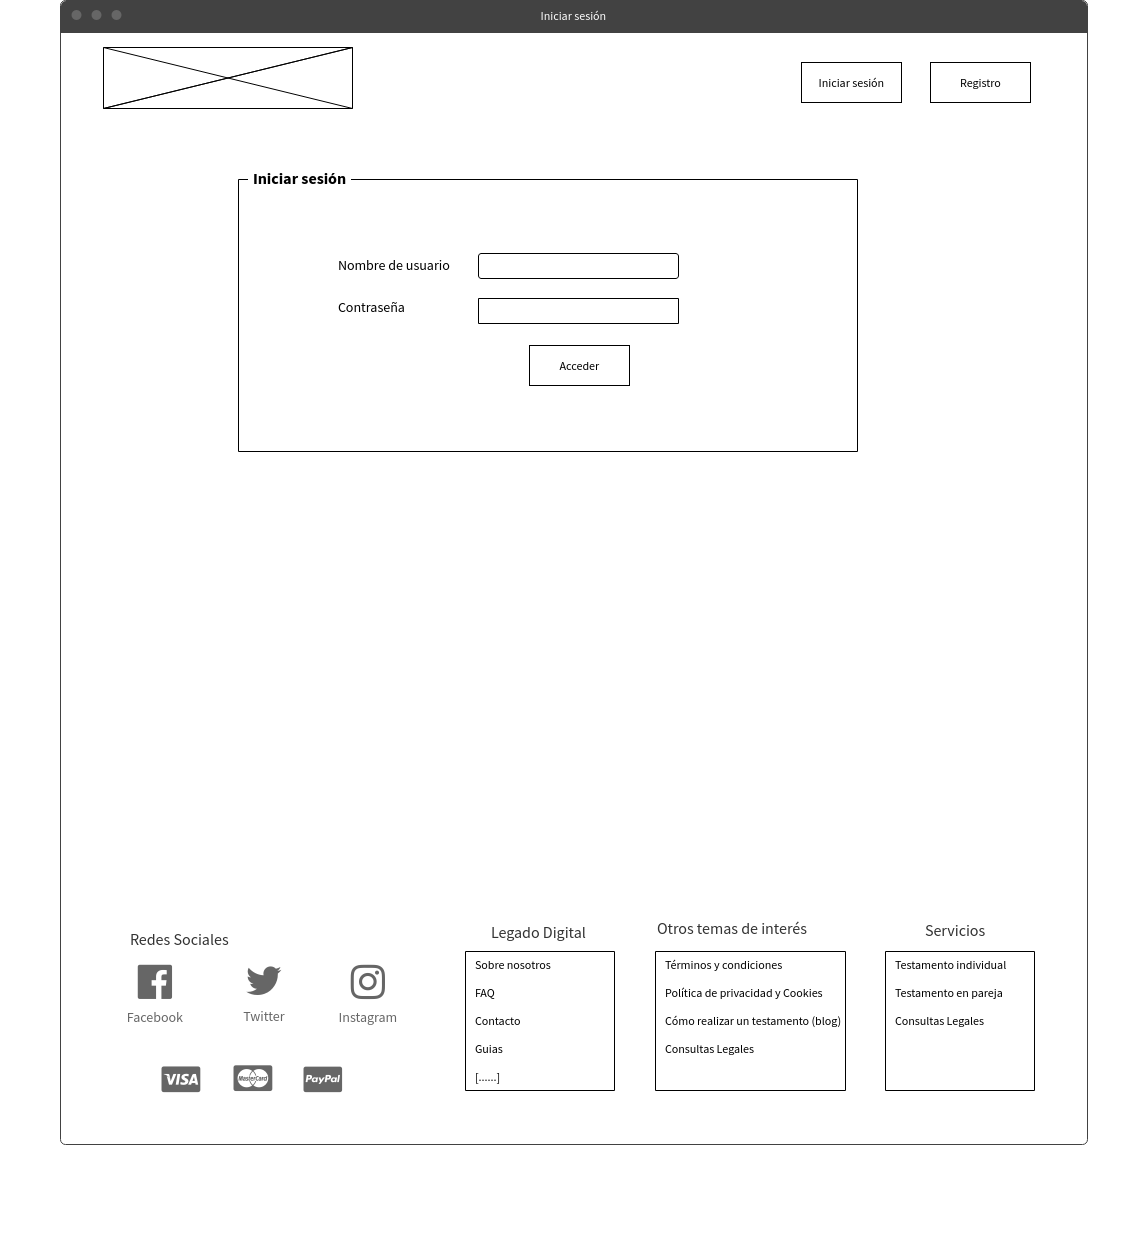 Iniciar sesión
Iniciar sesión
Registro
Iniciar sesión
Nombre de usuario
Contraseña
Acceder
Redes Sociales
Facebook
Twitter
Instagram
VISA
MasterCard
PayPal
Legado Digital
Sobre nosotros
FAQ
Contacto
Guias
[......]
Otros temas de interés
Términos y condiciones
Política de privacidad y Cookies
Cómo realizar un testamento (blog)
Consultas Legales
Servicios
Testamento individual
Testamento en pareja
Consultas Legales